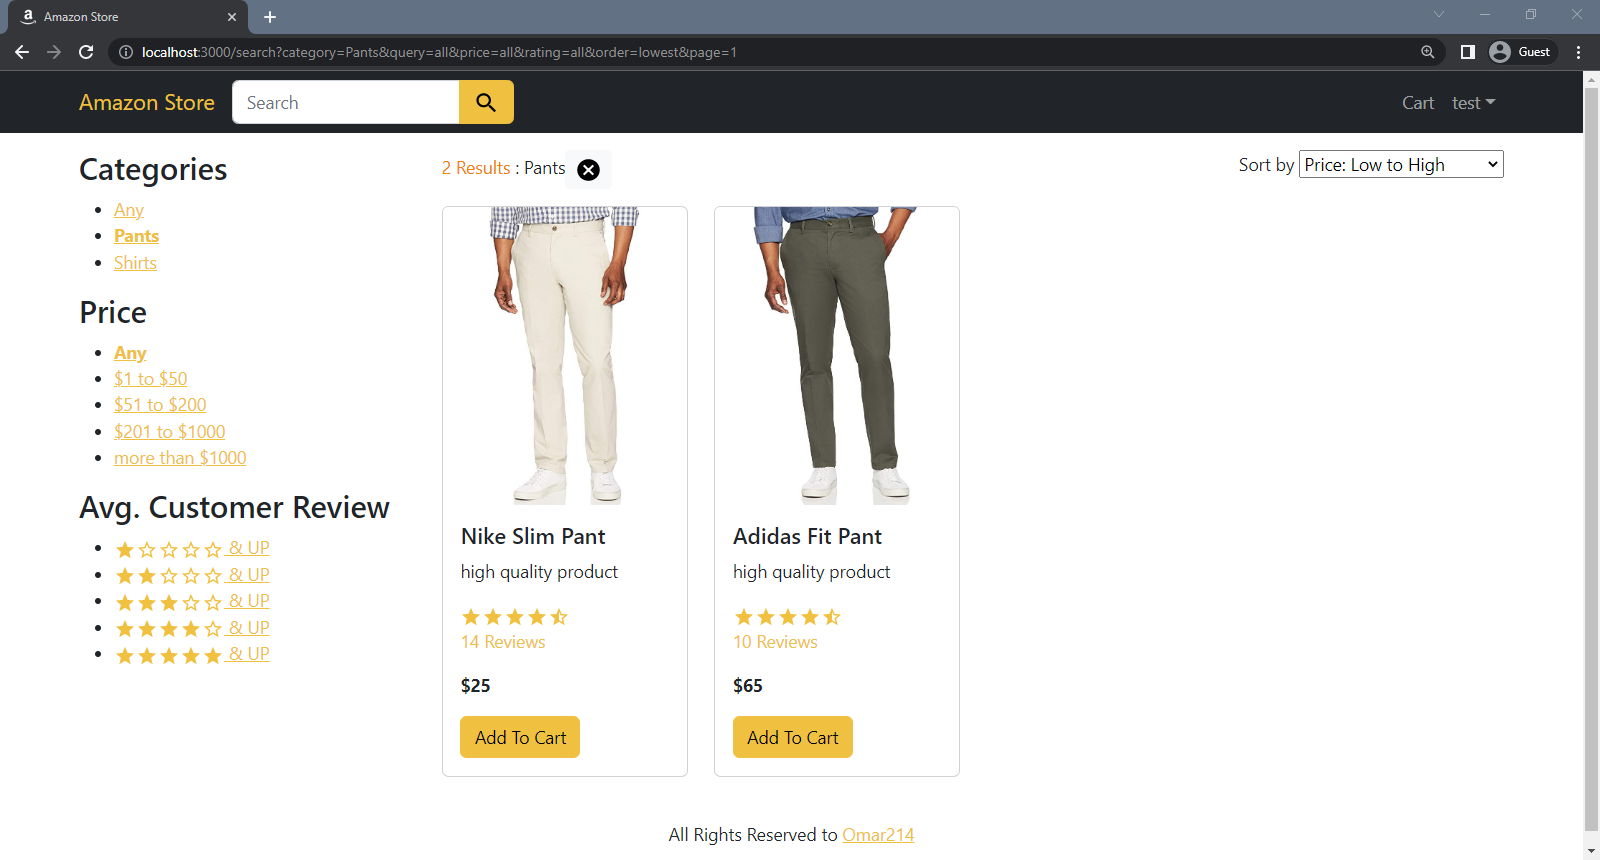 Amazon Store
localhost:3000/search?category=Pants&query=all&price=all&rating=all&order=lowest&page=1
Guest
Amazon Store
Search
Cart
test
Categories
Any
Pants
Shirts
Price
Any
$1 to $50
$51 to $200
$201 to $1000
more than $1000
Avg. Customer Review
& UP
& UP
& UP
& UP
& UP
2 Results : Pants
Sort by Price: Low to High
Nike Slim Pant
high quality product
14 Reviews
$25
Add To Cart
Adidas Fit Pant
high quality product
10 Reviews
$65
Add To Cart
All Rights Reserved to Omar214